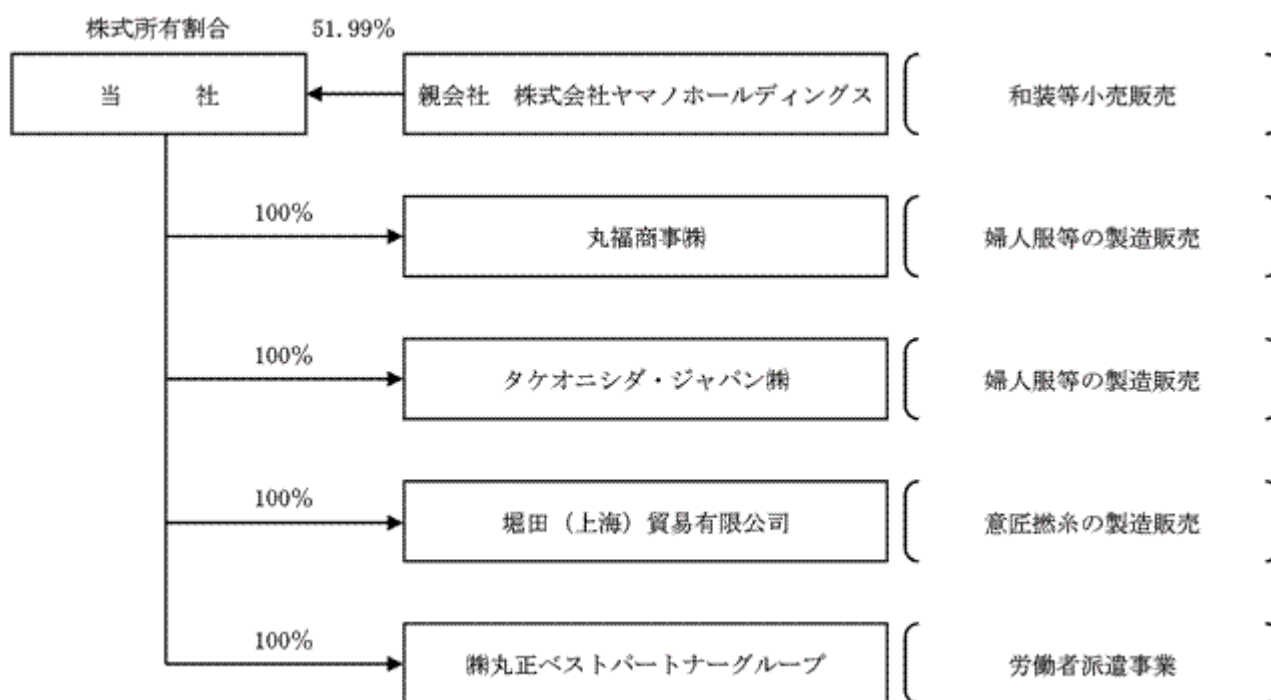 株式所有割合 51.99%
当 社
親会社 株式会社ヤマノホールディングス
和装等小売販売
100%
丸福商事㈱
婦人服等の製造販売
100%
タケオニシダ・ジャパン㈱
婦人服等の製造販売
100%
堀田（上海）貿易有限公司
意匠撚糸の製造販売
100%
㈱丸正ベストパートナーグループ
労働者派遣事業